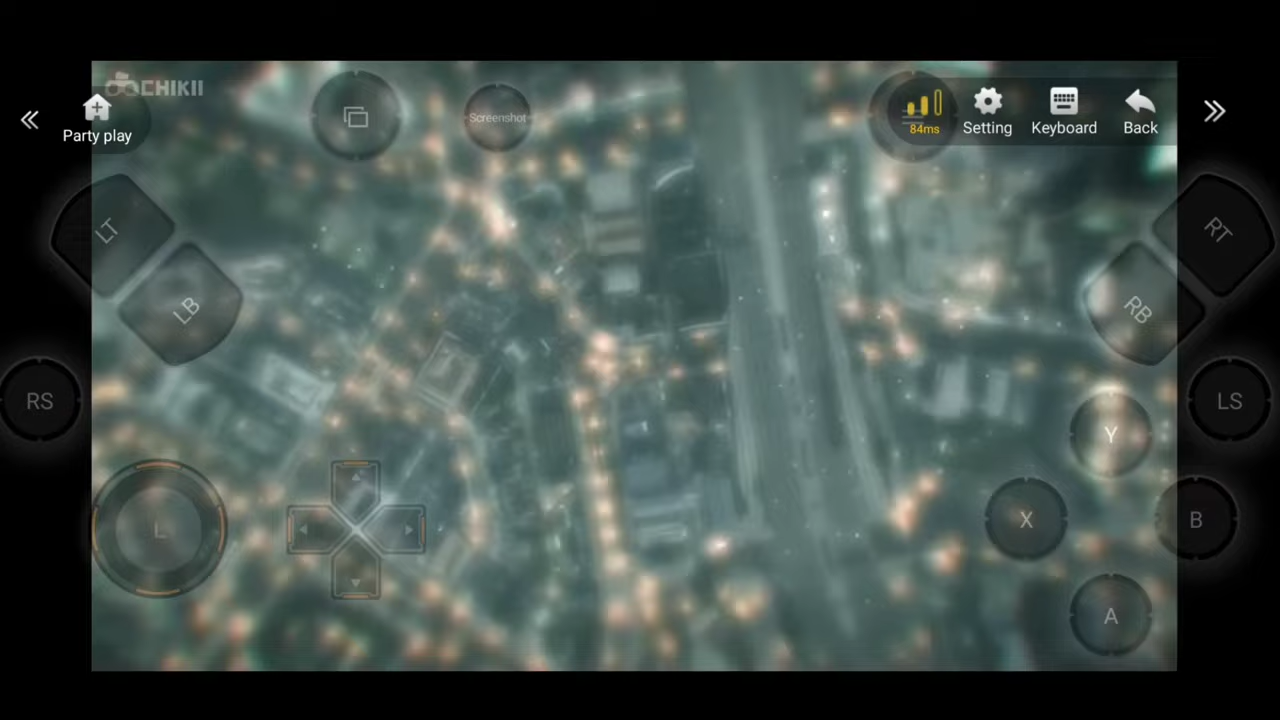 CHIKII
Party play
Screenshot
84ms
Setting
Keyboard
Back
LT
LB
RT
RB
RS
LS
Y
X
B
A
L